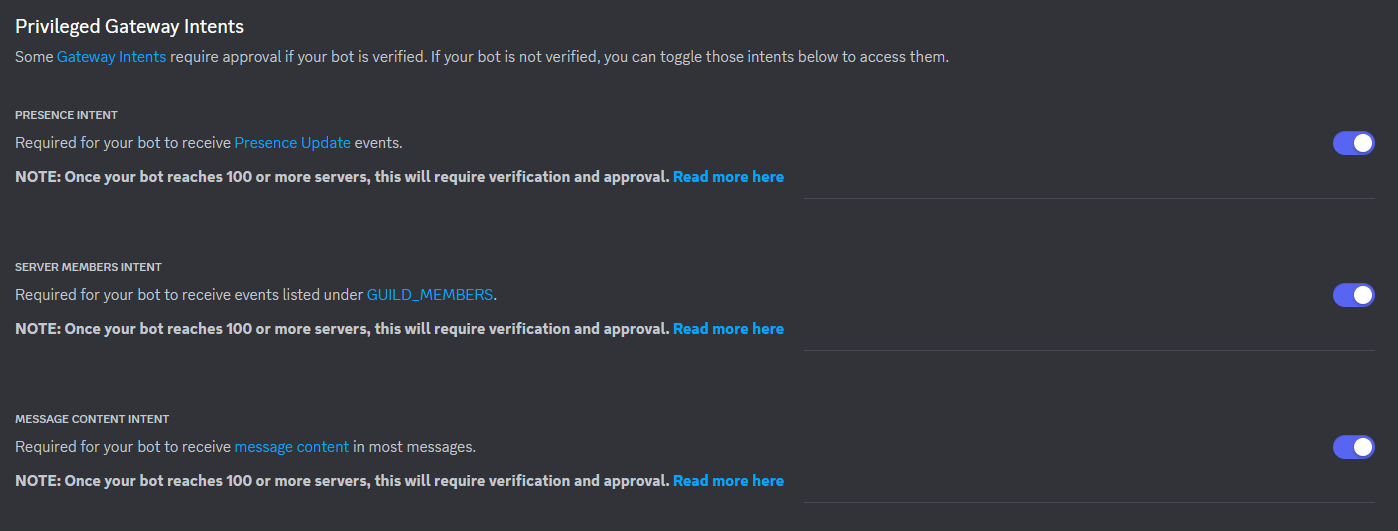 Privileged Gateway Intents
Some Gateway Intents require approval if your bot is verified. If your bot is not verified, you can toggle those intents below to access them.
PRESENCE INTENT
Required for your bot to receive Presence Update events.
NOTE: Once your bot reaches 100 or more servers, this will require verification and approval. Read more here
SERVER MEMBERS INTENT
Required for your bot to receive events listed under GUILD_MEMBERS.
NOTE: Once your bot reaches 100 or more servers, this will require verification and approval. Read more here
MESSAGE CONTENT INTENT
Required for your bot to receive message content in most messages.
NOTE: Once your bot reaches 100 or more servers, this will require verification and approval. Read more here